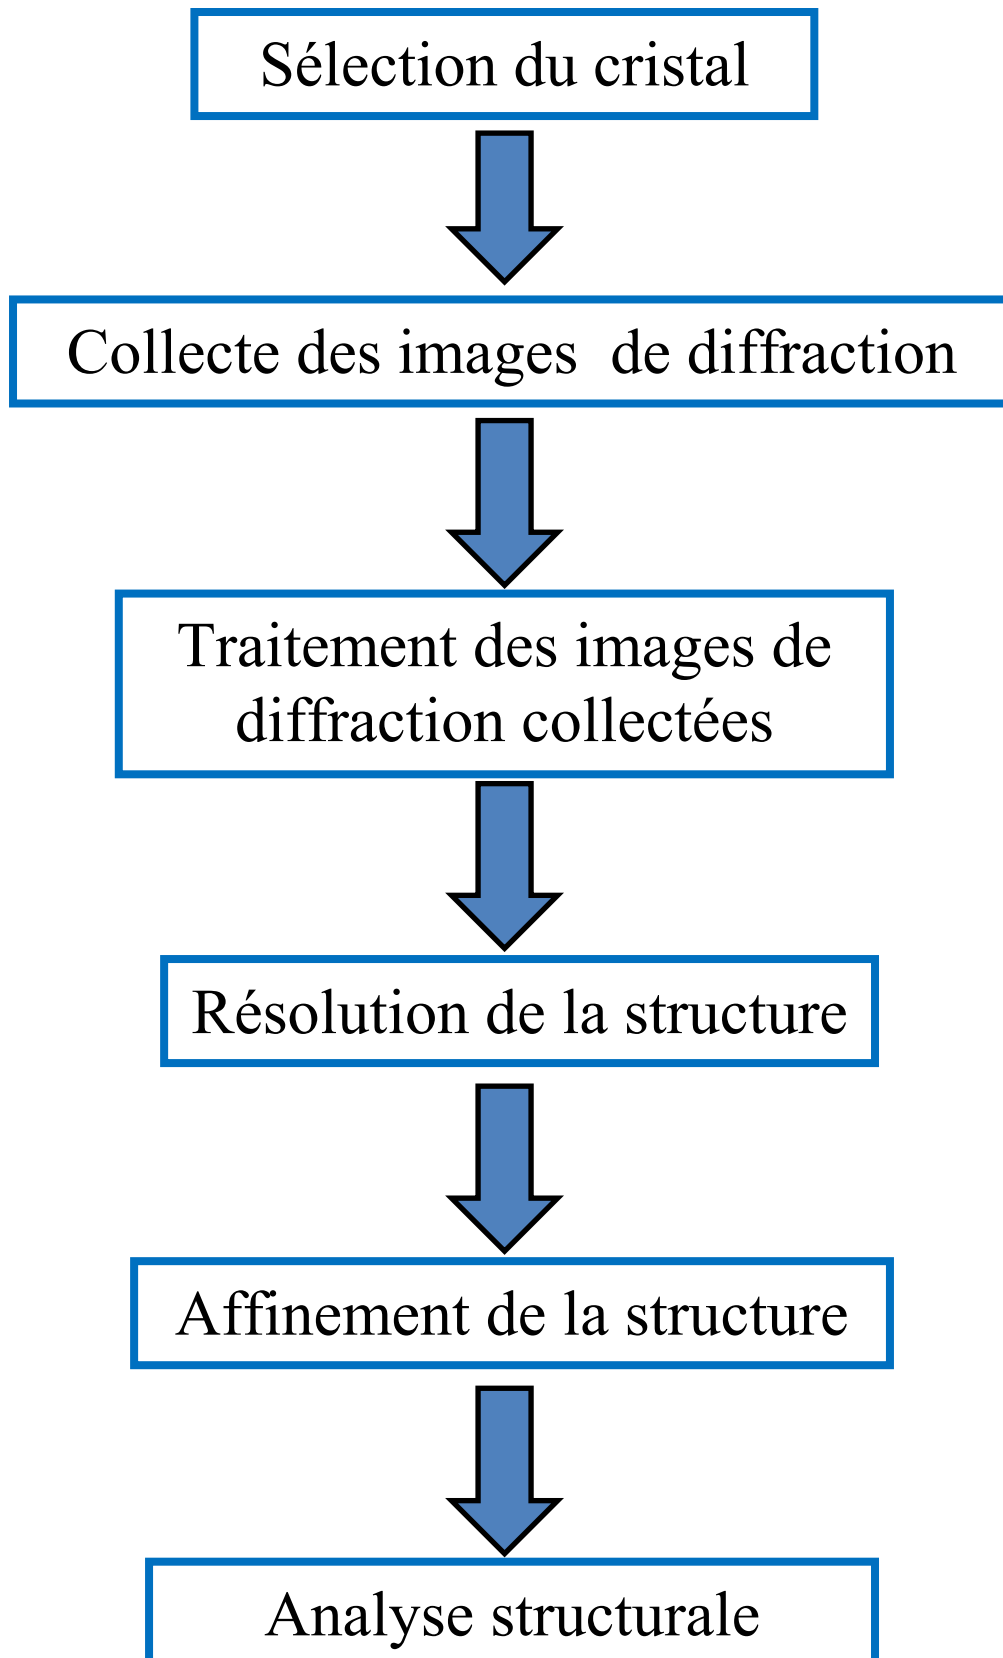 Sélection du cristal
Collecte des images  de diffraction
Traitement des images de
diffraction collectées
Résolution de la structure
Affinement de la structure
Analyse structurale